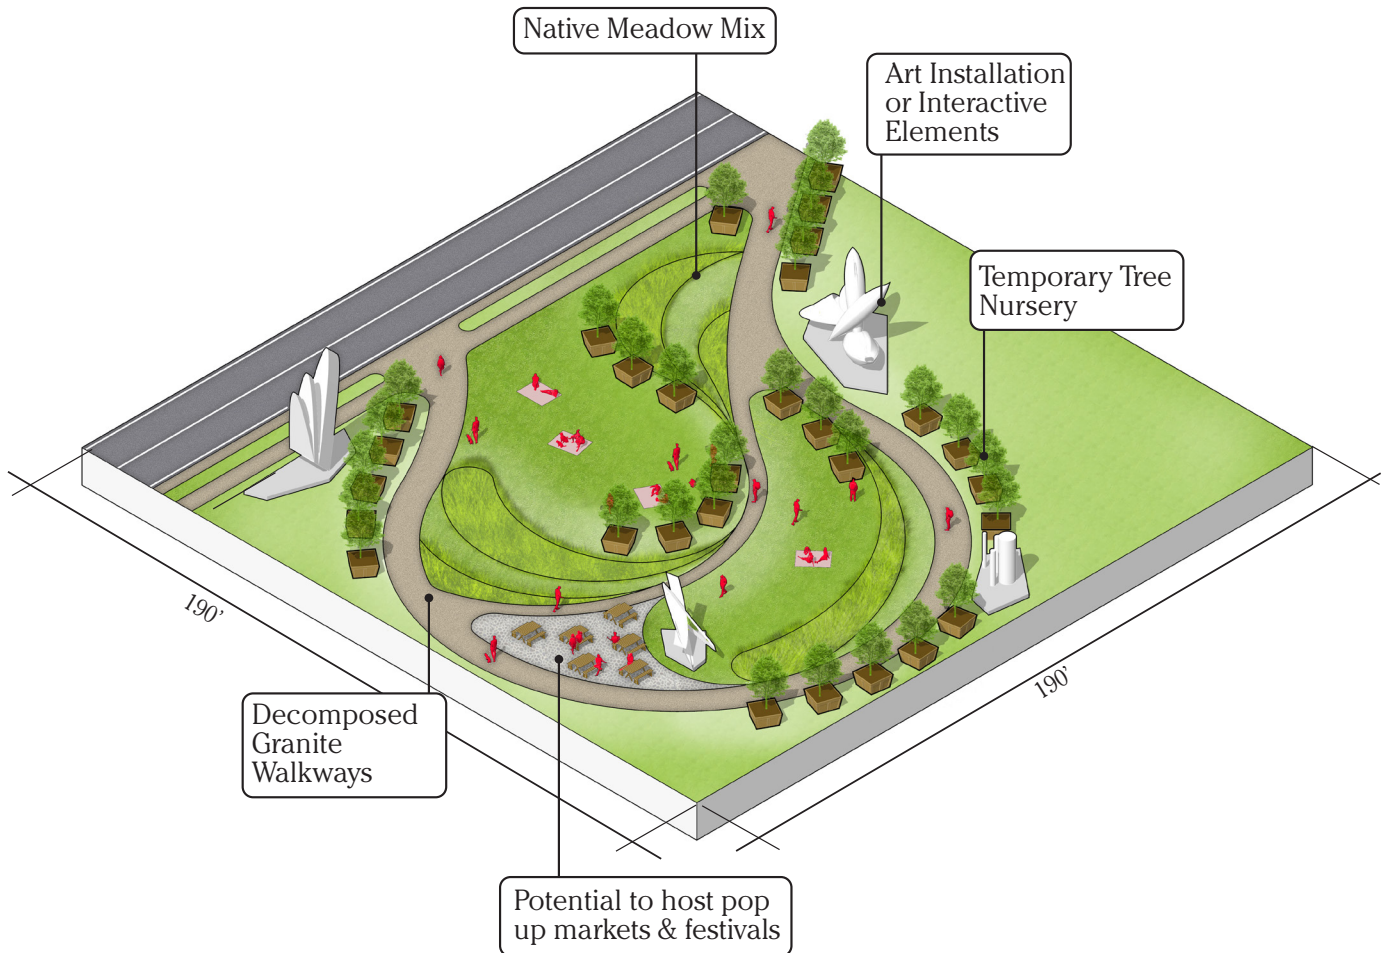 Native Meadow Mix
Art Installation
or Interactive
Elements
Temporary Tree
Nursery
190’
190’
Decomposed
Granite
Walkways
Potential to host pop
up markets & festivals